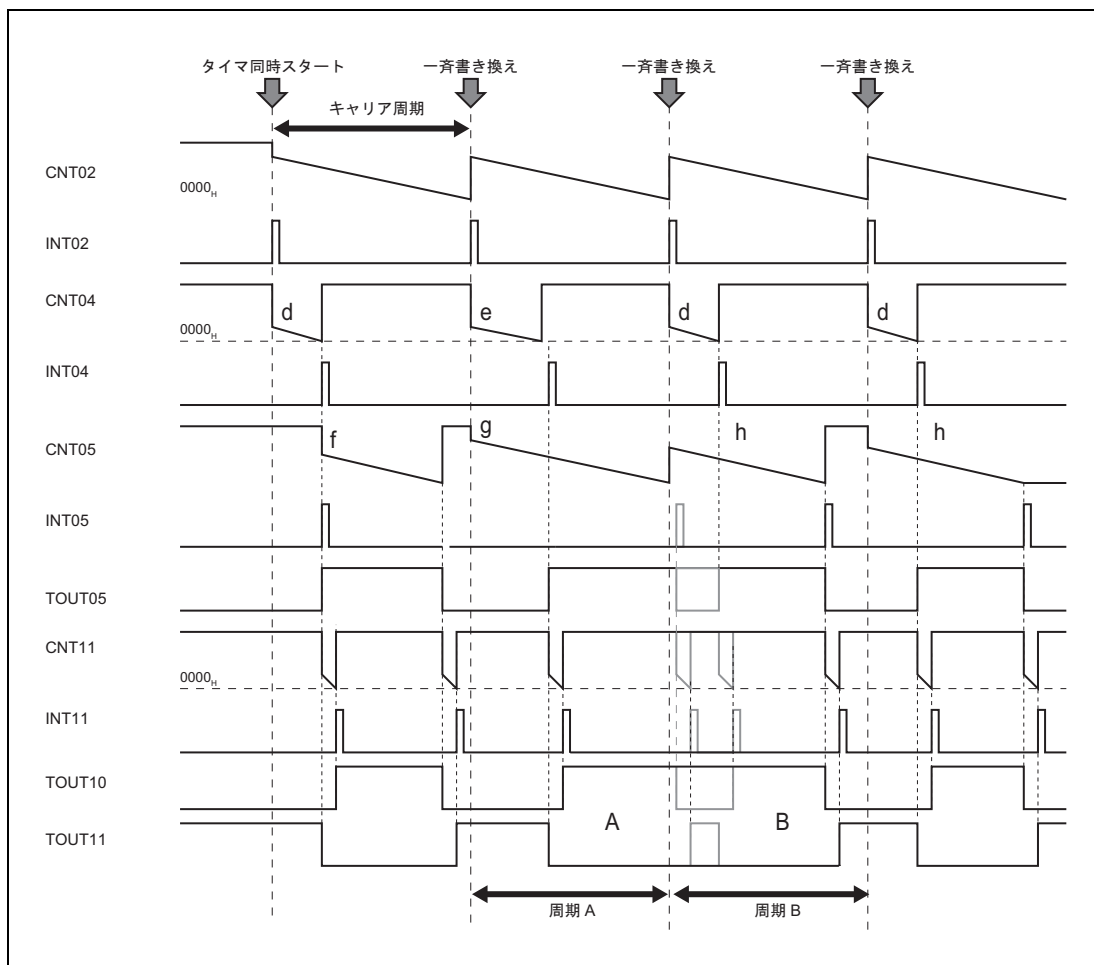 タイマ同時スタート 一斉書き換え 一斉書き換え 一斉書き換え
キャリア周期
CNT02
0000H
INT02
CNT04
d e d d
0000H
INT04
CNT05
f g h h
INT05
TOUT05
CNT11
0000H
INT11
TOUT10
A B
TOUT11
周期 A 周期 B